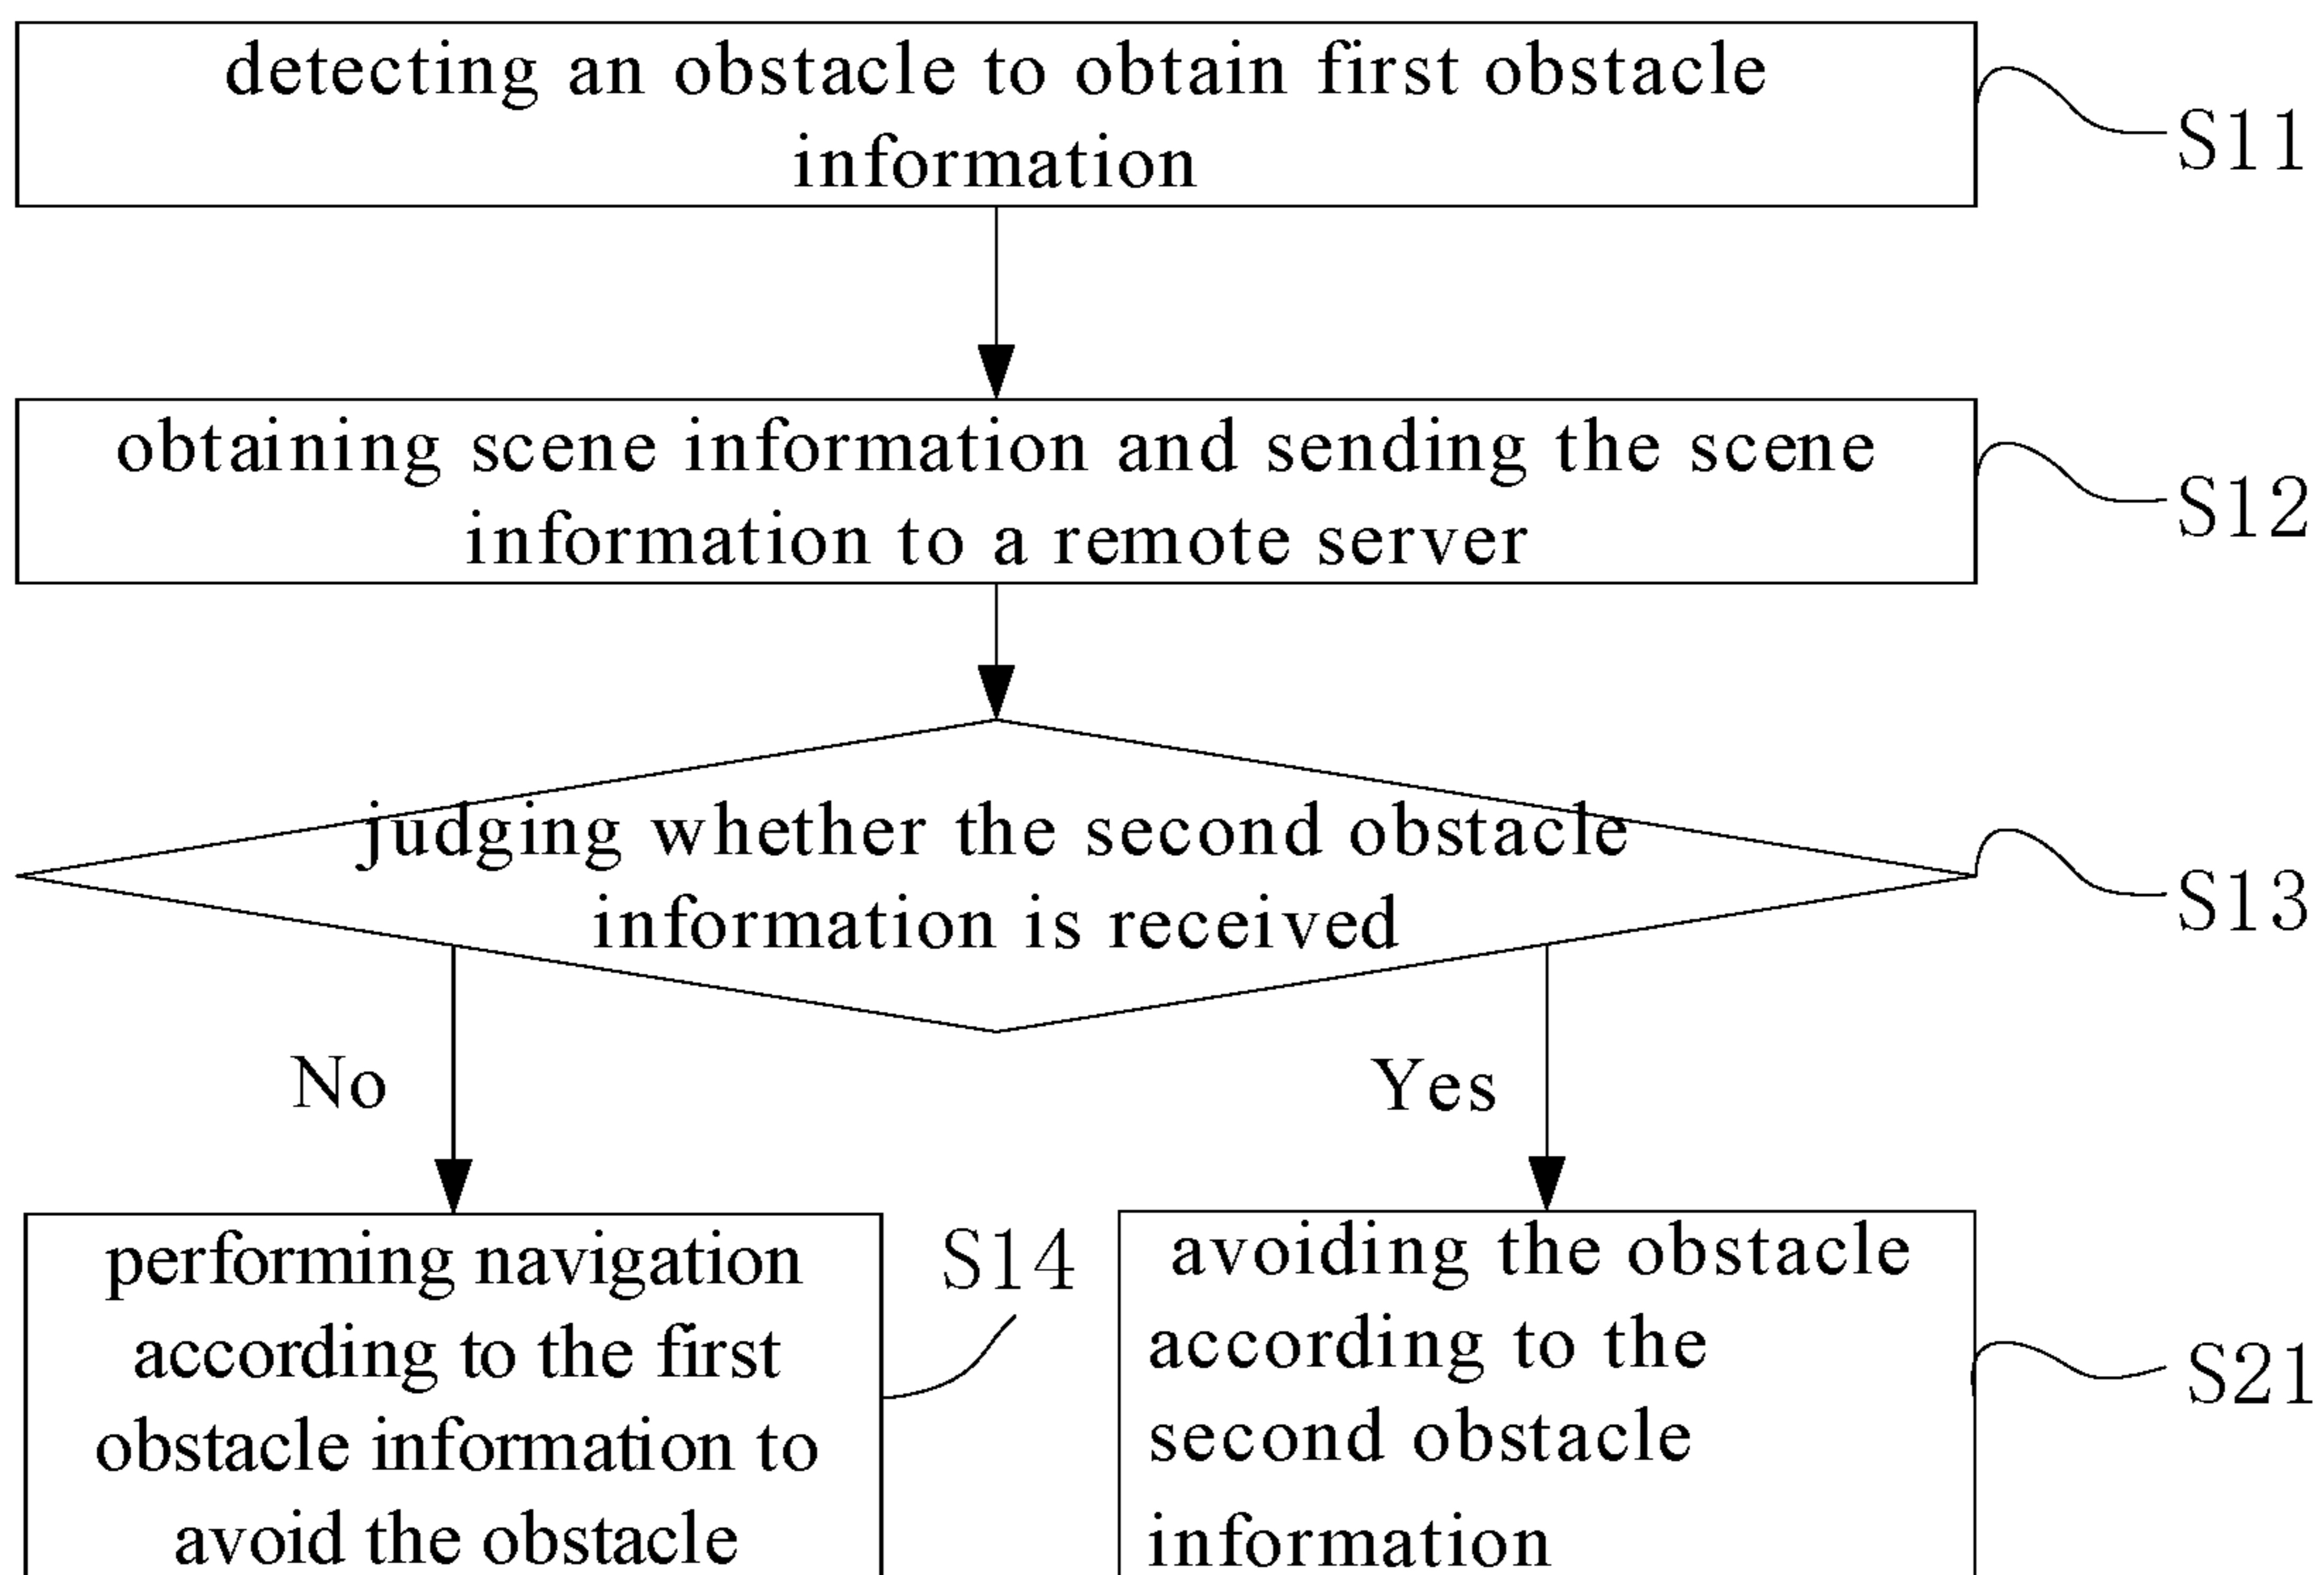 detecting an obstacle to obtain first obstacle
information
S11
obtaining scene information and sending the scene
information to a remote server
S12
judging whether the second obstacle
information is received
S13
No
Yes
performing navigation
according to the first
obstacle information to
avoid the obstacle
S14
avoiding the obstacle
according to the
second obstacle
information
S21